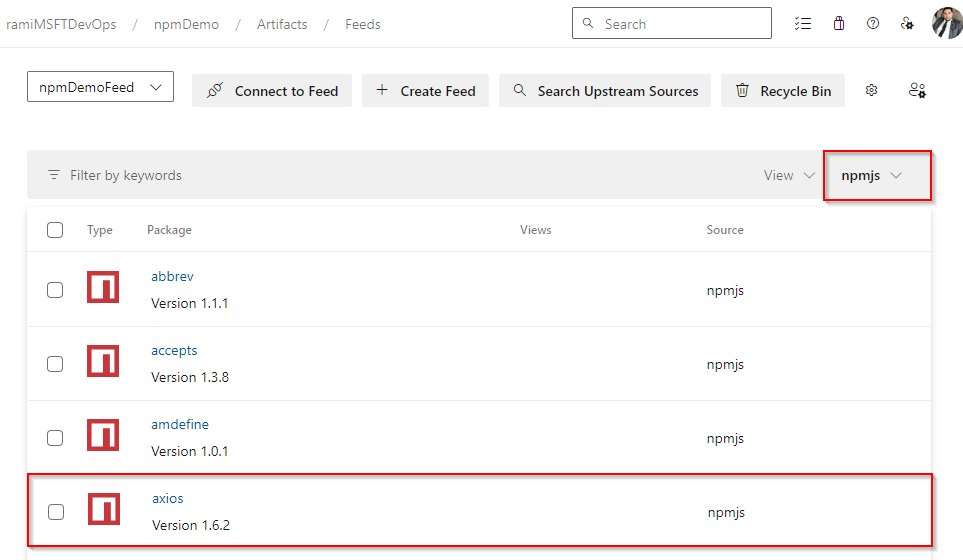 ramiMSFTDevOps / npmDemo / Artifacts / Feeds Search
npmDemoFeed Connect to Feed + Create Feed Search Upstream Sources Recycle Bin
Filter by keywords View npmjs
Type Package Views Source
abbrev
Version 1.1.1 npmjs
accepts
Version 1.3.8 npmjs
amdefine
Version 1.0.1 npmjs
axios
Version 1.6.2 npmjs